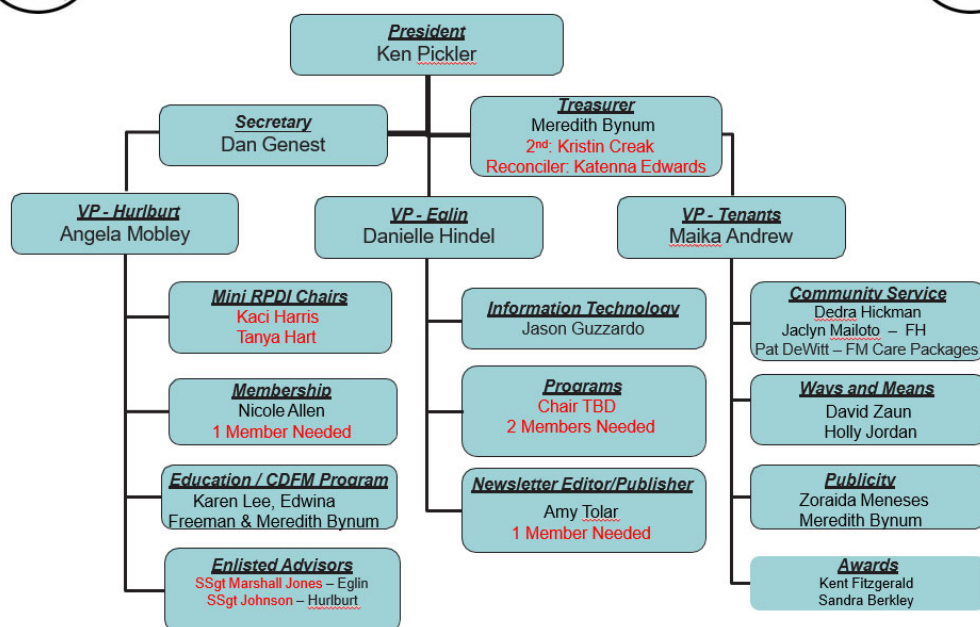 President
Ken Pickler
Secretary
Dan Genest
Treasurer
Meredith Bynum
2nd: Kristin Creak
Reconciler: Katenna Edwards
VP - Hurlburt
Angela Mobley
VP - Eglin
Danielle Hindel
VP - Tenants
Maika Andrew
Mini RPDI Chairs
Kaci Harris
Tanya Hart
Membership
Nicole Allen
1 Member Needed
Education / CDFM Program
Karen Lee, Edwina
Freeman & Meredith Bynum
Enlisted Advisors
SSgt Marshall Jones – Eglin
SSgt Johnson – Hurlburt
Information Technology
Jason Guzzardo
Programs
Chair TBD
2 Members Needed
Newsletter Editor/Publisher
Amy Tolar
1 Member Needed
Community Service
Dedra Hickman
Jaclyn Mailoto – FH
Pat DeWitt – FM Care Packages
Ways and Means
David Zaun
Holly Jordan
Publicity
Zoraida Meneses
Meredith Bynum
Awards
Kent Fitzgerald
Sandra Berkley